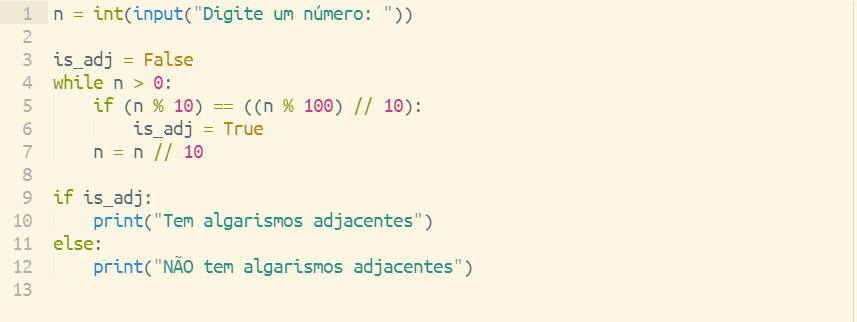 1 n = int(input("Digite um número: "))
2
3 is_adj = False
4 while n > 0:
5     if (n % 10) == ((n % 100) // 10):
6         is_adj = True
7     n = n // 10
8
9 if is_adj:
10     print("Tem algarismos adjacentes")
11 else:
12     print("NÃO tem algarismos adjacentes")
13